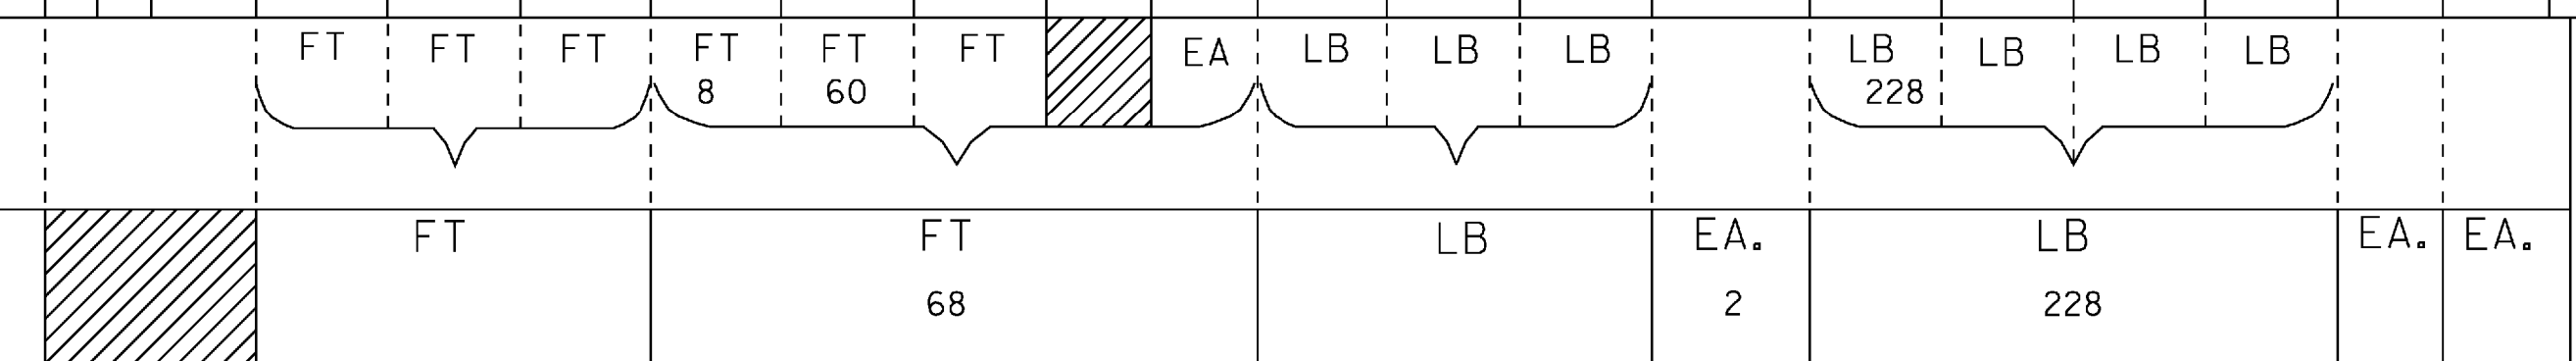 FT FT FT FT FT FT EA LB LB LB LB LB LB LB
8 60 228
FT FT LB EA. LB EA. EA.
68 2 228